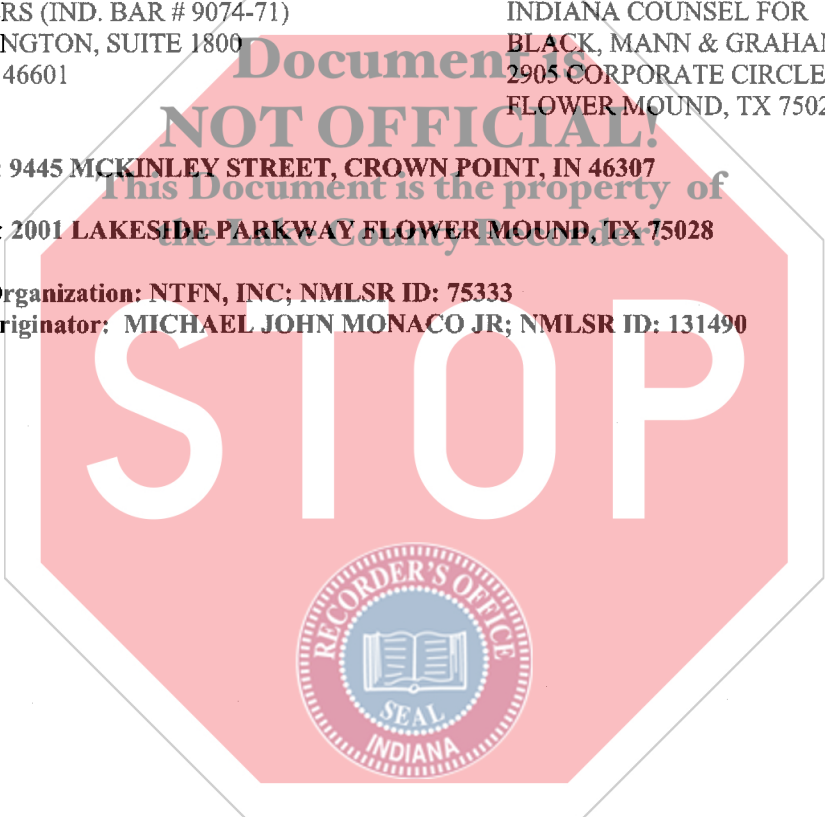 RS (IND. BAR # 9074-71)
NGTON, SUITE 1800
46601
INDIANA COUNSEL FOR
BLACK, MANN & GRAHAM
2905 CORPORATE CIRCLE
FLOWER MOUND, TX 7502
Document is
NOT OFFICIAL!
This Document is the property of
the Lake County Recorder!
: 9445 MCKINLEY STREET, CROWN POINT, IN 46307
: 2001 LAKESIDE PARKWAY FLOWER MOUND, TX 75028
Organization: NTFN, INC; NMLSR ID: 75333
riginator: MICHAEL JOHN MONACO JR; NMLSR ID: 131490
STOP
RECORDER'S OFFICE
SEAL
INDIANA